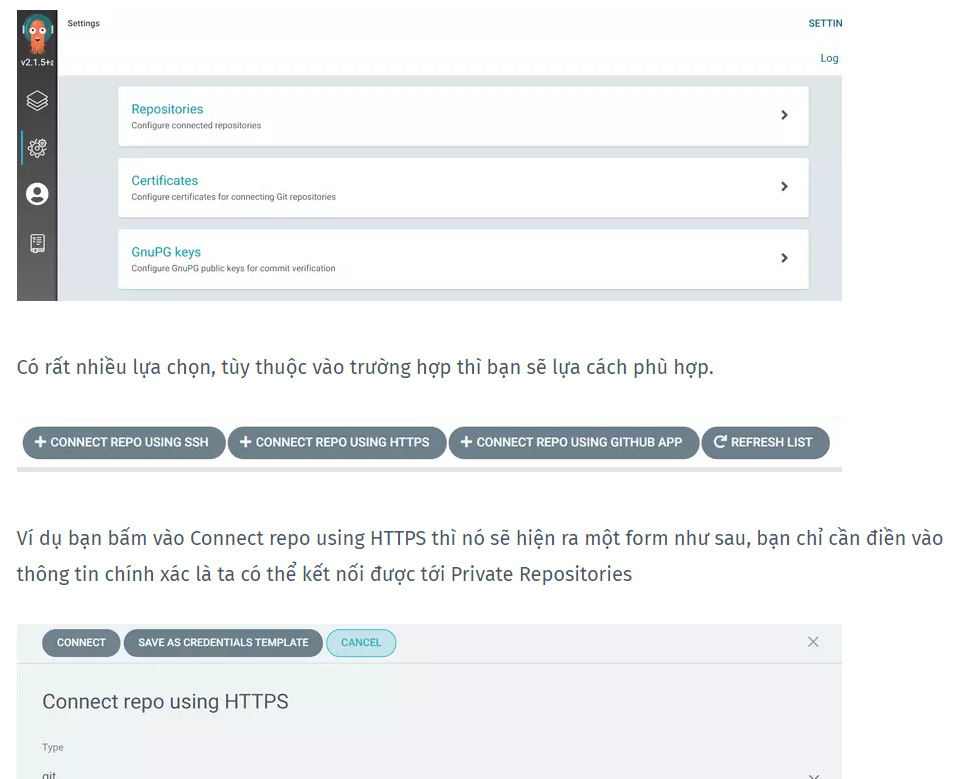 Settings
SETTIN
v2.1.5+a
Log
Repositories
Configure connected repositories
Certificates
Configure certificates for connecting Git repositories
GnuPG keys
Configure GnuPG public keys for commit verification
Có rất nhiều lựa chọn, tùy thuộc vào trường hợp thì bạn sẽ lựa cách phù hợp.
CONNECT REPO USING SSH CONNECT REPO USING HTTPS CONNECT REPO USING GITHUB APP REFRESH LIST
Ví dụ bạn bấm vào Connect repo using HTTPS thì nó sẽ hiện ra một form như sau, bạn chỉ cần điền vào
thông tin chính xác là ta có thể kết nối được tới Private Repositories
CONNECT SAVE AS CREDENTIALS TEMPLATE CANCEL
Connect repo using HTTPS
Type
git